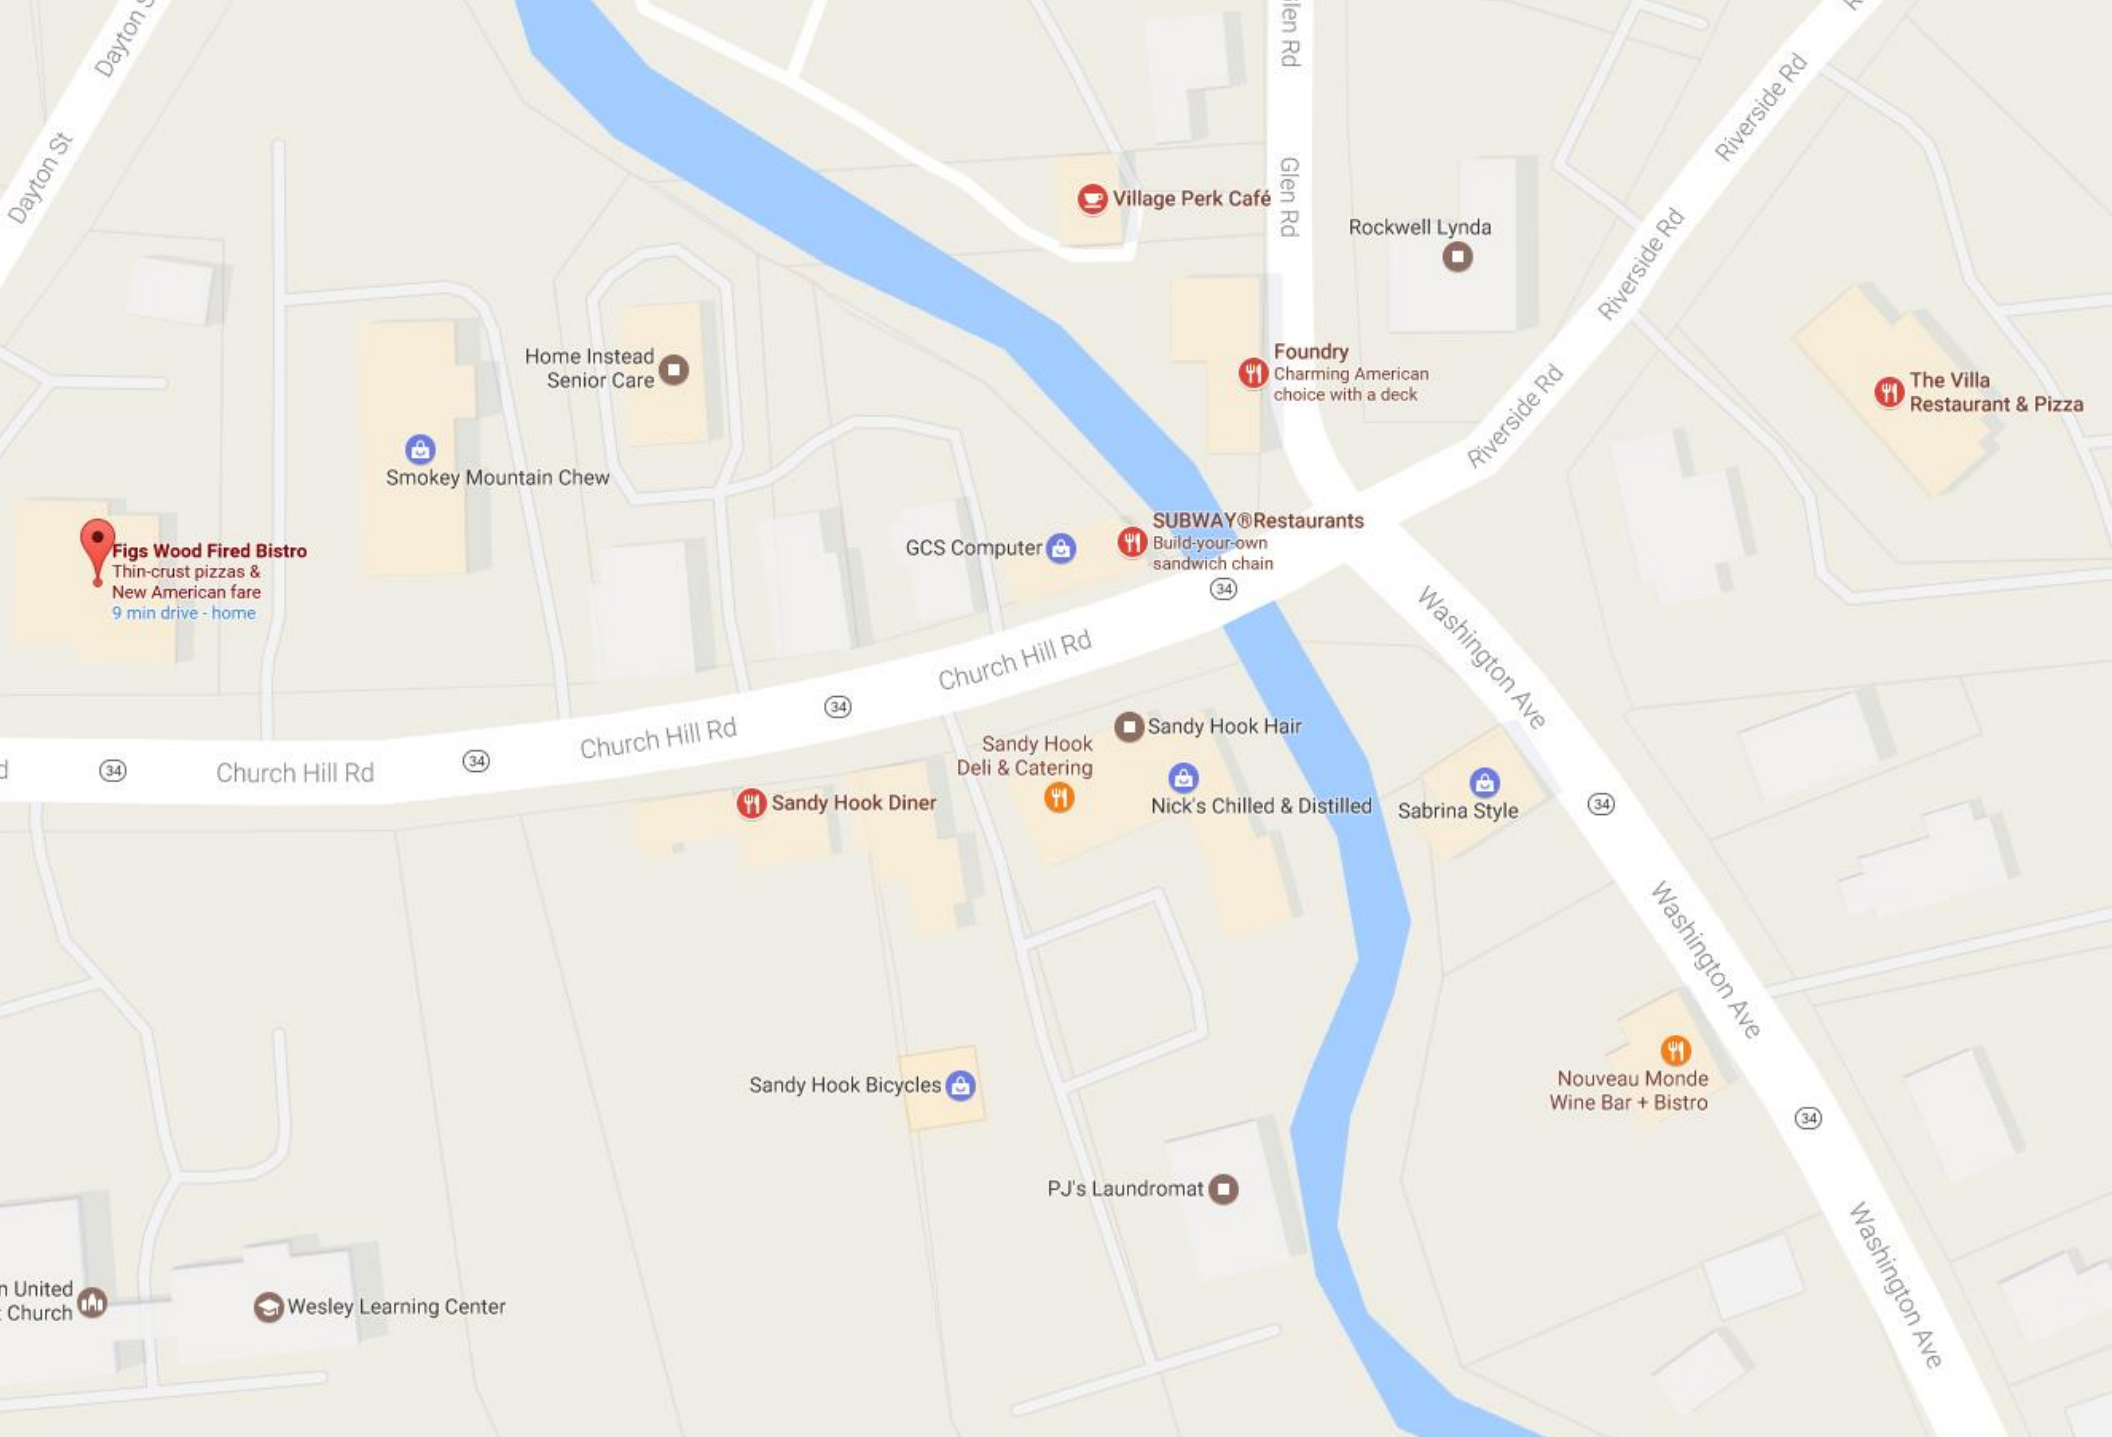 Dayton S
Glen Rd
Riverside Rd
Dayton St
Village Perk Café
Glen Rd
Rockwell Lynda
Riverside Rd
Home Instead
Senior Care
Foundry
Charming American
choice with a deck
Riverside Rd
The Villa
Restaurant & Pizza
Smokey Mountain Chew
SUBWAY®Restaurants
Build-your-own
sandwich chain
GCS Computer
Figs Wood Fired Bistro
Thin-crust pizzas &
New American fare
9 min drive - home
34
Washington Ave
Church Hill Rd
34
Church Hill Rd
Sandy Hook Hair
Sandy Hook
Deli & Catering
34
Church Hill Rd
34
Sandy Hook Diner
Nick's Chilled & Distilled
Sabrina Style
34
Washington Ave
Sandy Hook Bicycles
Nouveau Monde
Wine Bar + Bistro
34
PJ's Laundromat
Washington Ave
n United
Church
Wesley Learning Center